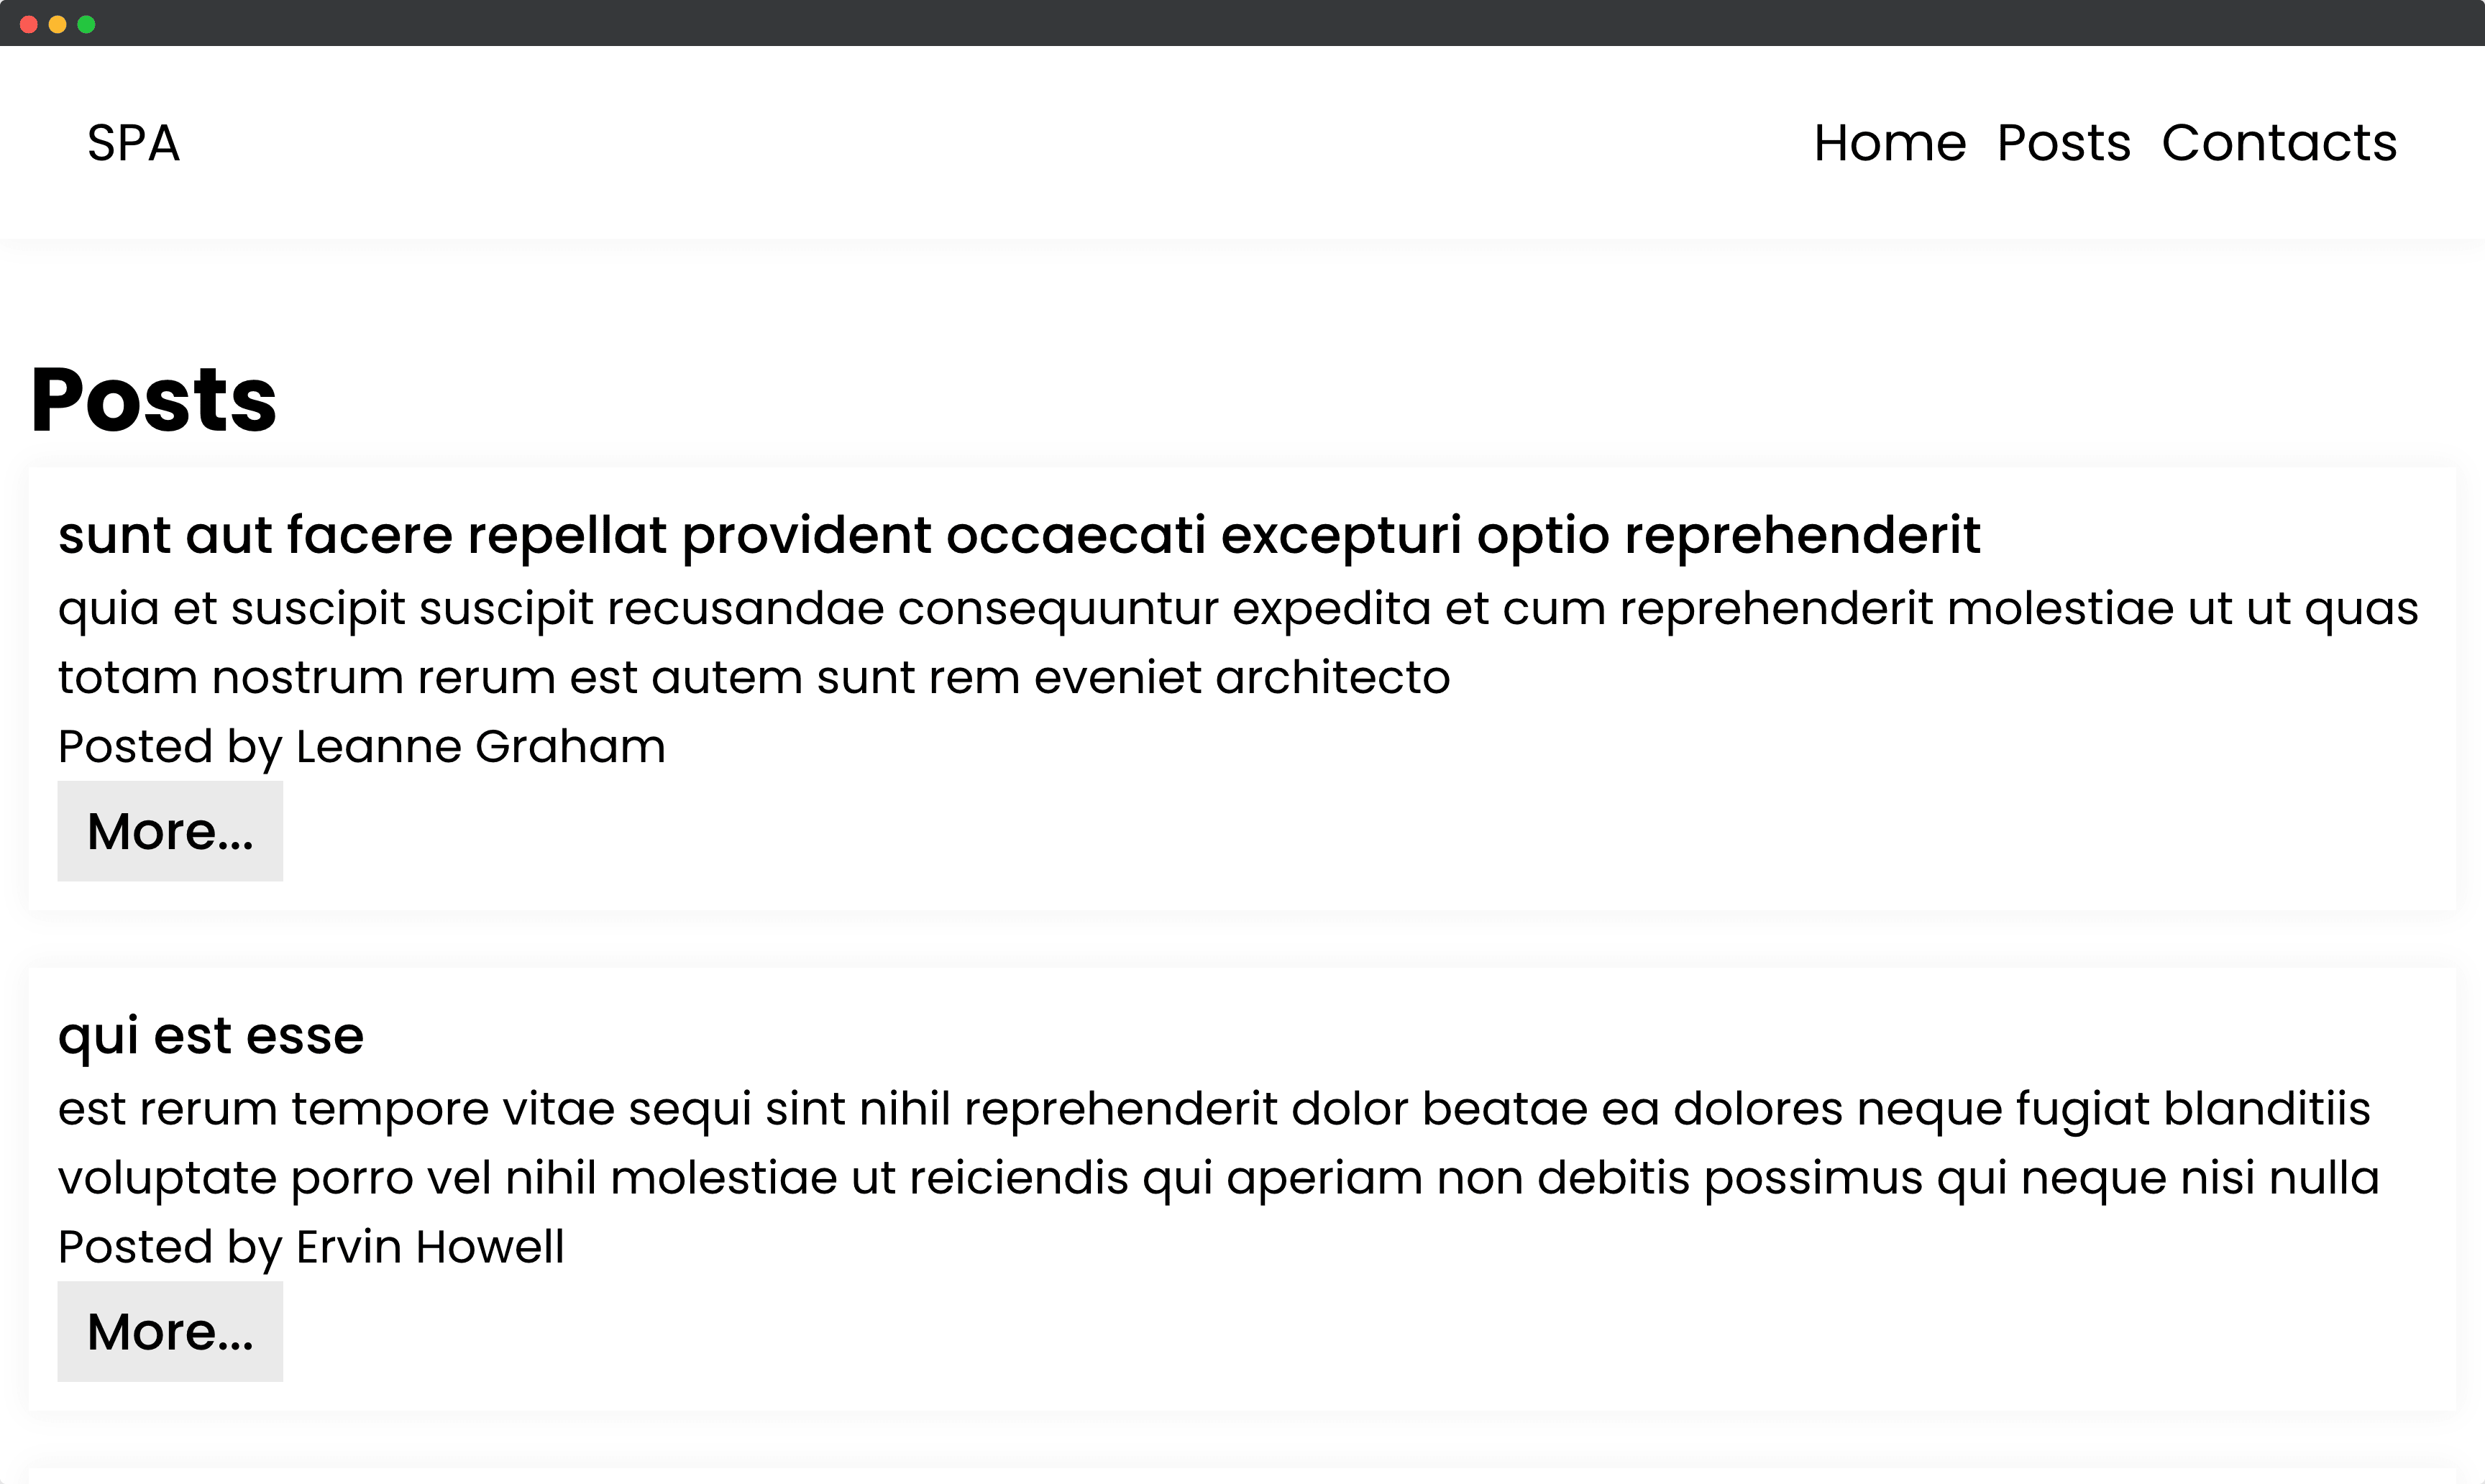 SPA
Home Posts Contacts
Posts
sunt aut facere repellat provident occaecati excepturi optio reprehenderit
quia et suscipit suscipit recusandae consequuntur expedita et cum reprehenderit molestiae ut ut quas
totam nostrum rerum est autem sunt rem eveniet architecto
Posted by Leanne Graham
More...
qui est esse
est rerum tempore vitae sequi sint nihil reprehenderit dolor beatae ea dolores neque fugiat blanditiis
voluptate porro vel nihil molestiae ut reiciendis qui aperiam non debitis possimus qui neque nisi nulla
Posted by Ervin Howell
More...